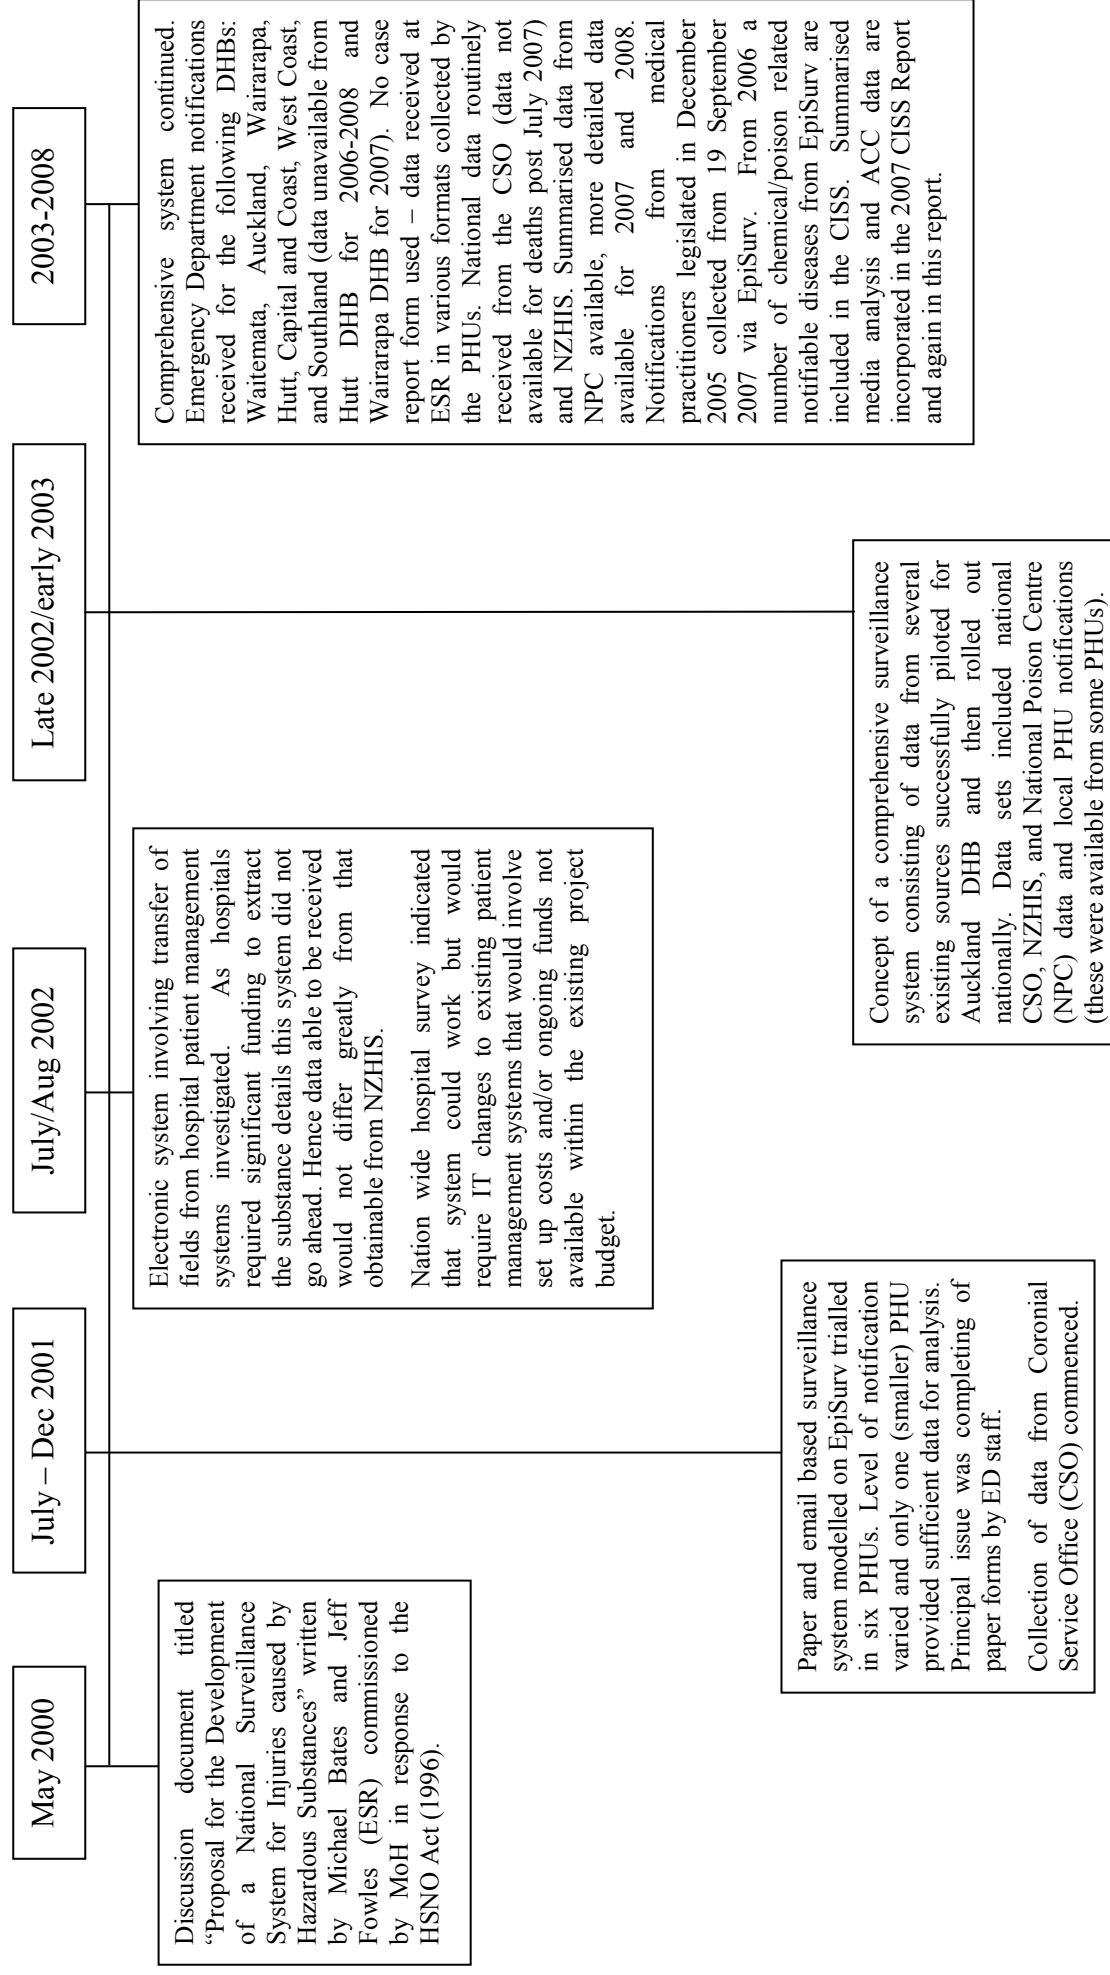 May 2000
Discussion document titled
“Proposal for the Development
of a National Surveillance
System for Injuries caused by
Hazardous Substances” written
by Michael Bates and Jeff
Fowles (ESR) commissioned
by MoH in response to the
HSNO Act (1996).
July – Dec 2001
Paper and email based surveillance
system modelled on EpiSurv trialled
in six PHUs. Level of notification
varied and only one (smaller) PHU
provided sufficient data for analysis.
Principal issue was completing of
paper forms by ED staff.
Collection of data from Coronial
Service Office (CSO) commenced.
July/Aug 2002
Electronic system involving transfer of
fields from hospital patient management
systems investigated. As hospitals
required significant funding to extract
the substance details this system did not
go ahead. Hence data able to be received
would not differ greatly from that
obtainable from NZHIS.
Nation wide hospital survey indicated
that system could work but would
require IT changes to existing patient
management systems that would involve
set up costs and/or ongoing funds not
available within the existing project
budget.
Late 2002/early 2003
Concept of a comprehensive surveillance
system consisting of data from several
existing sources successfully piloted for
Auckland DHB and then rolled out
nationally. Data sets included national
CSO, NZHIS, and National Poison Centre
(NPC) data and local PHU notifications
(these were available from some PHUs).
2003-2008
Comprehensive system continued.
Emergency Department notifications
received for the following DHBs:
Waitemata, Auckland, Wairarapa,
Hutt, Capital and Coast, West Coast,
and Southland (data unavailable from
Hutt DHB for 2006-2008 and
Wairarapa DHB for 2007). No case
report form used – data received at
ESR in various formats collected by
the PHUs. National data routinely
received from the CSO (data not
available for deaths post July 2007)
and NZHIS. Summarised data from
NPC available, more detailed data
available for 2007 and 2008.
Notifications from medical
practitioners legislated in December
2005 collected from 19 September
2007 via EpiSurv. From 2006 a
number of chemical/poison related
notifiable diseases from EpiSurv are
included in the CISS. Summarised
media analysis and ACC data are
incorporated in the 2007 CISS Report
and again in this report.